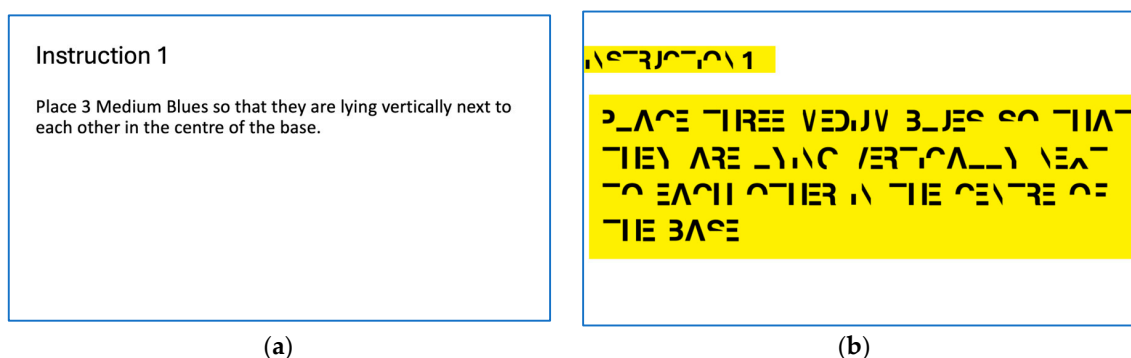 Instruction 1
Place 3 Medium Blues so that they are lying vertically next to
each other in the centre of the base.
(a)
INSTRUCTION 1
PLACE THREE MEDIUM BLUES SO THAT
THEY ARE LYING VERTICALLY NEXT
TO EACH OTHER IN THE CENTRE OF
THE BASE
(b)